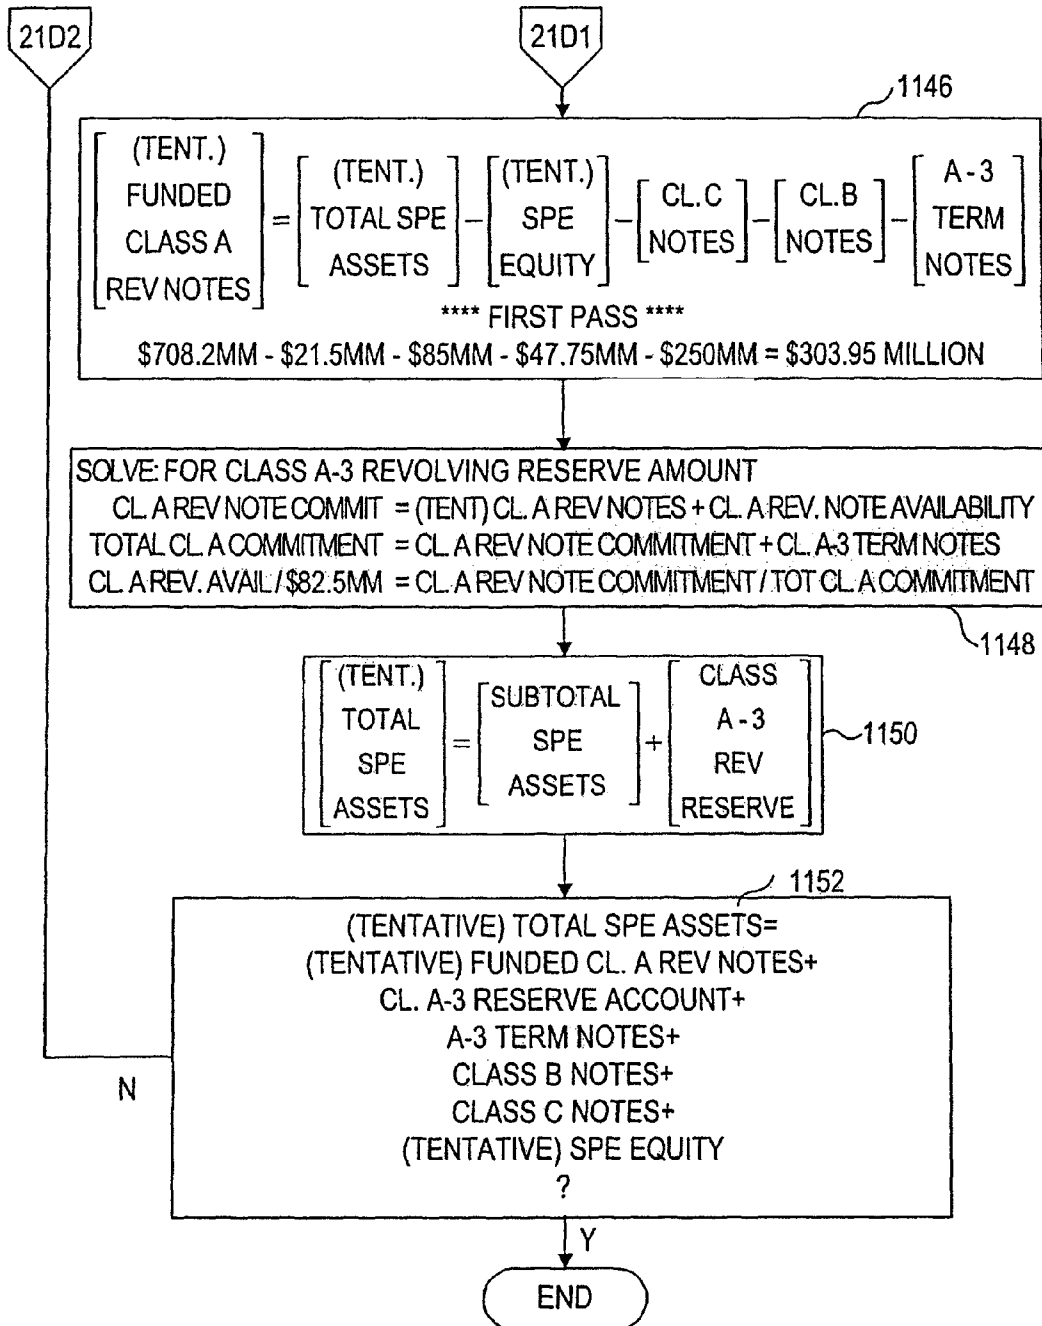 21D2
21D1
1146
(TENT.) FUNDED CLASS A REV NOTES = (TENT.) TOTAL SPE ASSETS - (TENT.) SPE EQUITY - CL.C NOTES - CL.B NOTES - A-3 TERM NOTES
**** FIRST PASS ****
$708.2MM - $21.5MM - $85MM - $47.75MM - $250MM = $303.95 MILLION
SOLVE: FOR CLASS A-3 REVOLVING RESERVE AMOUNT
CL. A REV NOTE COMMIT = (TENT) CL. A REV NOTES + CL. A REV. NOTE AVAILABILITY
TOTAL CL. A COMMITMENT = CL. A REV NOTE COMMITMENT + CL. A-3 TERM NOTES
CL. A REV. AVAIL / $82.5MM = CL. A REV NOTE COMMITMENT / TOT CL. A COMMITMENT
1148
(TENT.) TOTAL SPE ASSETS = SUBTOTAL SPE ASSETS + CLASS A-3 REV RESERVE
1150
1152
(TENTATIVE) TOTAL SPE ASSETS=
(TENTATIVE) FUNDED CL. A REV NOTES+
CL. A-3 RESERVE ACCOUNT+
A-3 TERM NOTES+
CLASS B NOTES+
CLASS C NOTES+
(TENTATIVE) SPE EQUITY
?
N
Y
END